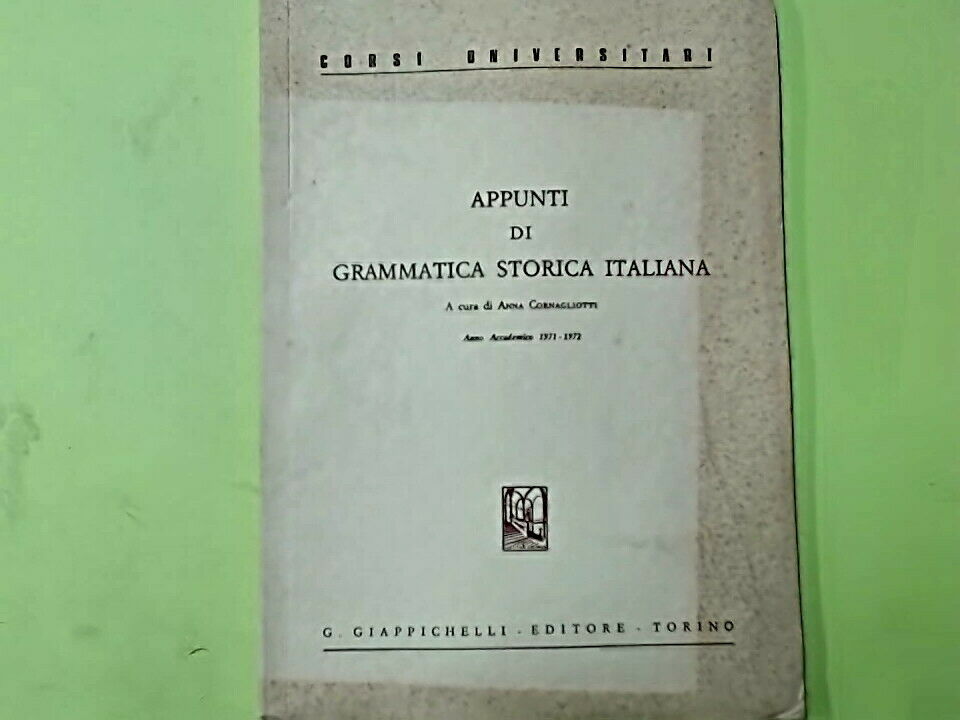 CORSI UNIVERSITARI
APPUNTI
DI
GRAMMATICA STORICA ITALIANA
A cura di ANNA CORNAGLIOTTI
Anno Accademico 1971-1972
G. GIAPPICHELLI - EDITORE - TORINO